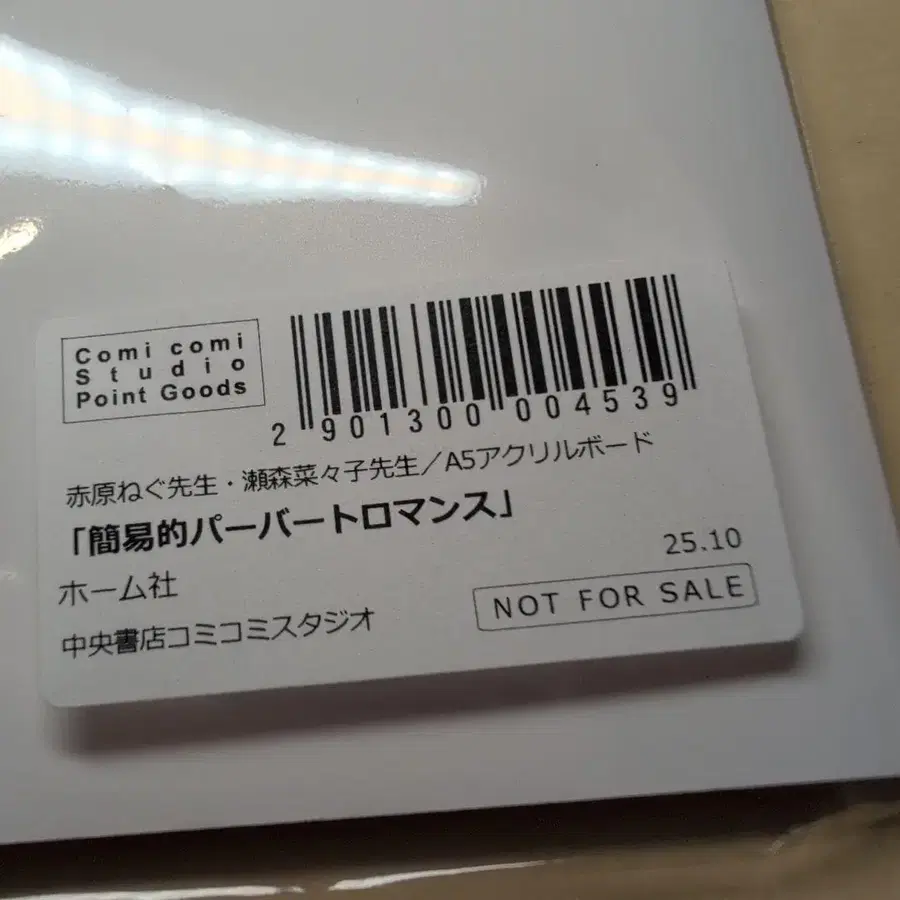 Comi comi
Studio
Point Goods
2 901300 004539
赤原ねぐ先生・瀬森菜々子先生／A5アクリルボード
「簡易的パーバートロマンス」
25.10
ホーム社
NOT FOR SALE
中央書店コミコミスタジオ